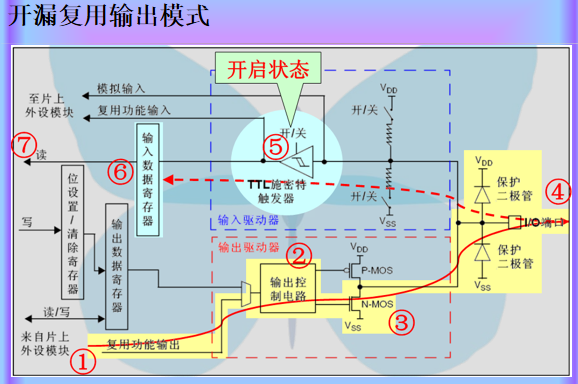 开漏复用输出模式
开启状态
模拟输入
至片上
外设模块
复用功能输入
开/关
VDD
开/关
⑤
⑦
读
⑥
输入数据寄存器
TTL施密特
触发器
开/关
VSS
输入驱动器
VDD
保护
二极管
④
I/O端口
位设置/清除寄存器
写
输出数据寄存器
输出驱动器
②
VDD
P-MOS
输出控制电路
N-MOS
③
VSS
保护
二极管
VSS
读/写
来自片上
外设模块
①
复用功能输出